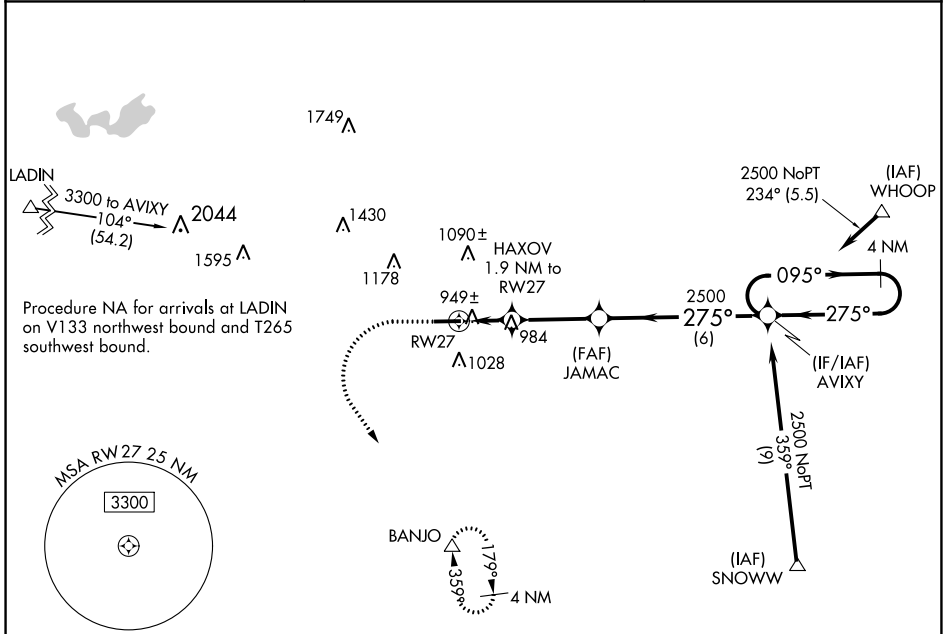 1749
LADIN
3300 to AVIXY
104°
(54.2)
2044
1595
1430
1178
1090±
HAXOV
1.9 NM to
RW27
2500 NoPT
234° (5.5)
(IAF)
WHOOP
4 NM
095°
275°
Procedure NA for arrivals at LADIN
on V133 northwest bound and T265
southwest bound.
949±
RW27
984
1028
(FAF)
JAMAC
2500
275°
(6)
(IF/IAF)
AVIXY
2500 NoPT
359°
(9)
(IAF)
SNOWW
MSA RW27 25 NM
3300
BANJO
179°
359°
4 NM